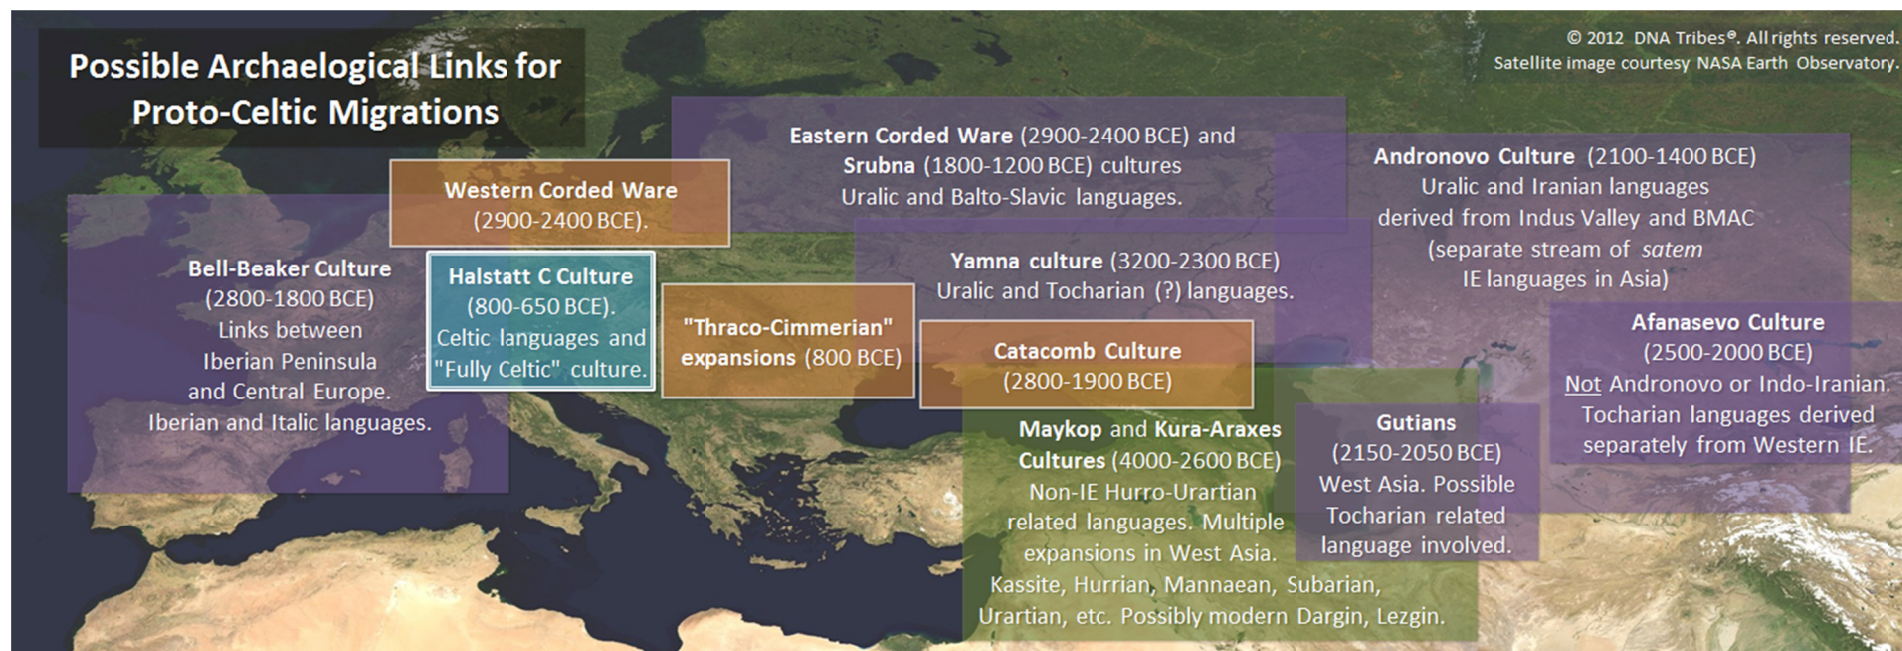 Possible Archaelogical Links for
Proto-Celtic Migrations
© 2012 DNA Tribes®. All rights reserved.
Satellite image courtesy NASA Earth Observatory.
Eastern Corded Ware (2900-2400 BCE) and
Srubna (1800-1200 BCE) cultures
Uralic and Balto-Slavic languages.
Andronovo Culture (2100-1400 BCE)
Uralic and Iranian languages
derived from Indus Valley and BMAC
(separate stream of satem
IE languages in Asia)
Western Corded Ware
(2900-2400 BCE).
Bell-Beaker Culture
(2800-1800 BCE)
Links between
Iberian Peninsula
and Central Europe.
Iberian and Italic languages.
Halstatt C Culture
(800-650 BCE).
Celtic languages and
"Fully Celtic" culture.
Yamna culture (3200-2300 BCE)
Uralic and Tocharian (?) languages.
"Thraco-Cimmerian"
expansions (800 BCE)
Catacomb Culture
(2800-1900 BCE)
Afanasevo Culture
(2500-2000 BCE)
Not Andronovo or Indo-Iranian.
Tocharian languages derived
separately from Western IE.
Maykop and Kura-Araxes
Cultures (4000-2600 BCE)
Non-IE Hurro-Urartian
related languages. Multiple
expansions in West Asia.
Kassite, Hurrian, Mannaean, Subarian,
Urartian, etc. Possibly modern Dargin, Lezgin.
Gutians
(2150-2050 BCE)
West Asia. Possible
Tocharian related
language involved.